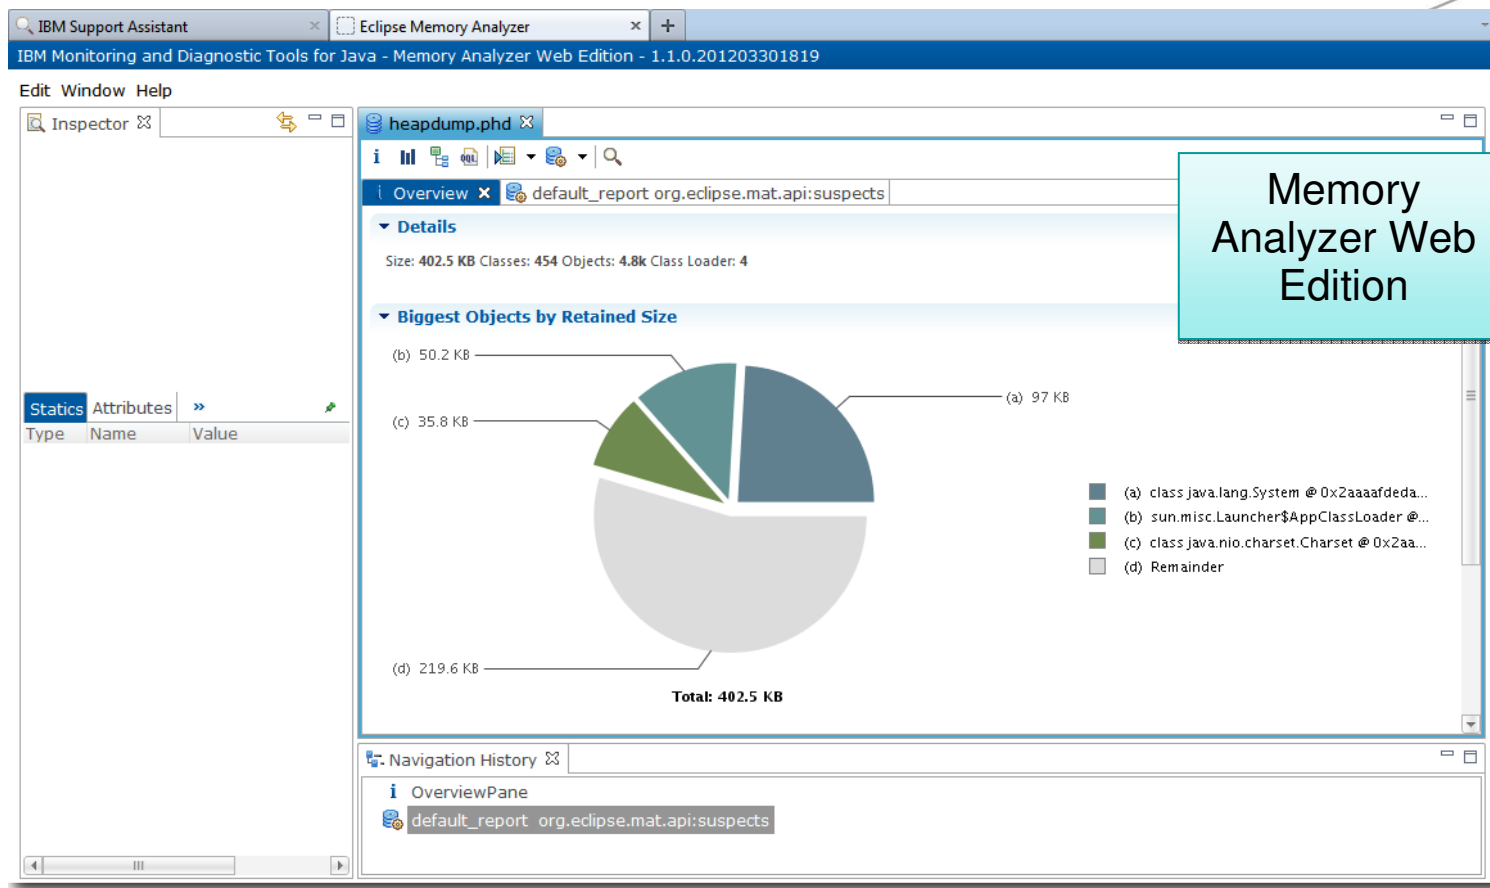 IBM Support Assistant
Eclipse Memory Analyzer
IBM Monitoring and Diagnostic Tools for Java - Memory Analyzer Web Edition - 1.1.0.201203301819
Edit Window Help
Inspector
heapdump.phd
Overview
default_report org.eclipse.mat.api:suspects
Memory
Analyzer Web
Edition
Details
Size: 402.5 KB Classes: 454 Objects: 4.8k Class Loader: 4
Biggest Objects by Retained Size
(b) 50.2 KB
(a) 97 KB
(c) 35.8 KB
(d) 219.6 KB
Total: 402.5 KB
(a) class java.lang.System @ 0x2aaaafdeda...
(b) sun.misc.Launcher$AppClassLoader @...
(c) class java.nio.charset.Charset @ 0x2aa...
(d) Remainder
Statics Attributes »
Type Name Value
Navigation History
i OverviewPane
default_report org.eclipse.mat.api:suspects